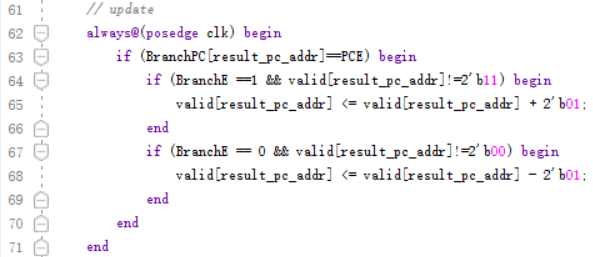 61 // update
62 always@(posedge clk) begin
63 if (BranchPC[result_pc_addr]==PCE) begin
64 if (BranchE ==1 && valid[result_pc_addr]!=2'b11) begin
65 valid[result_pc_addr] <= valid[result_pc_addr] + 2'b01;
66 end
67 if (BranchE == 0 && valid[result_pc_addr]!=2'b00) begin
68 valid[result_pc_addr] <= valid[result_pc_addr] - 2'b01;
69 end
70 end
71 end